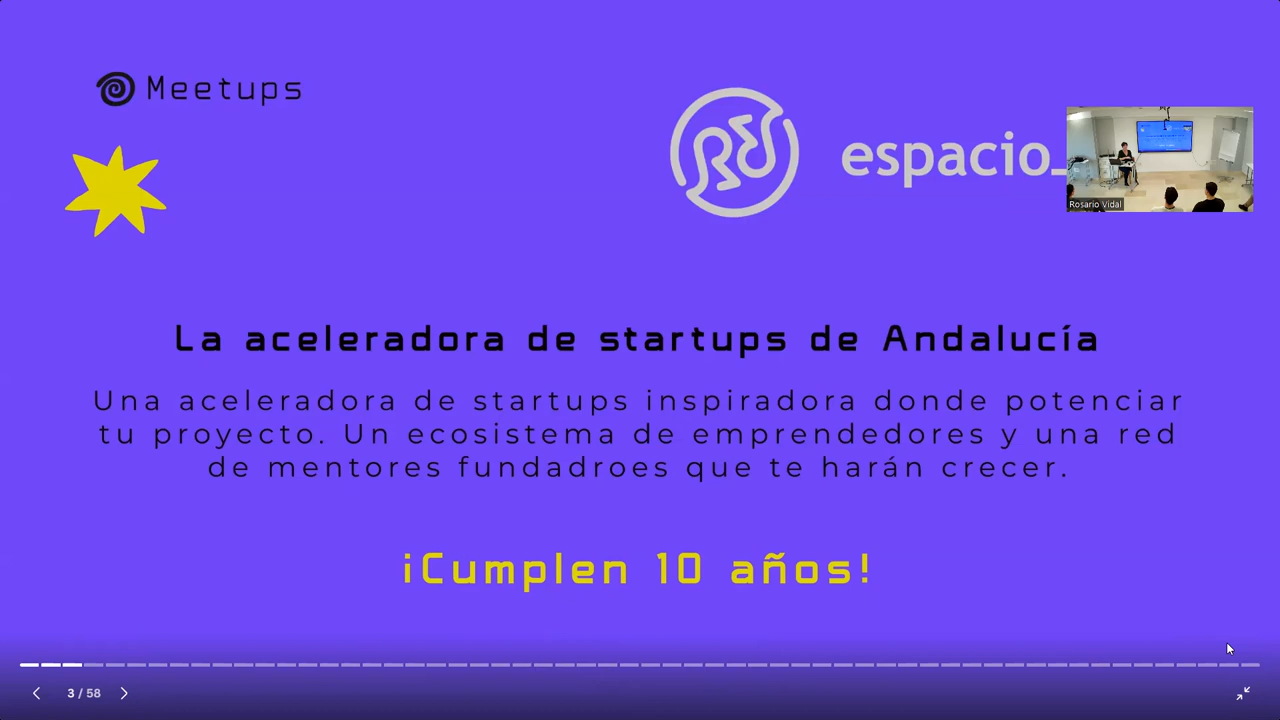 Meetups
espacio_
Rosario Vidal
La aceleradora de startups de Andalucía
Una aceleradora de startups inspiradora donde potenciar
tu proyecto. Un ecosistema de emprendedores y una red
de mentores fundadroes que te harán crecer.
¡Cumplen 10 años!
3 / 58